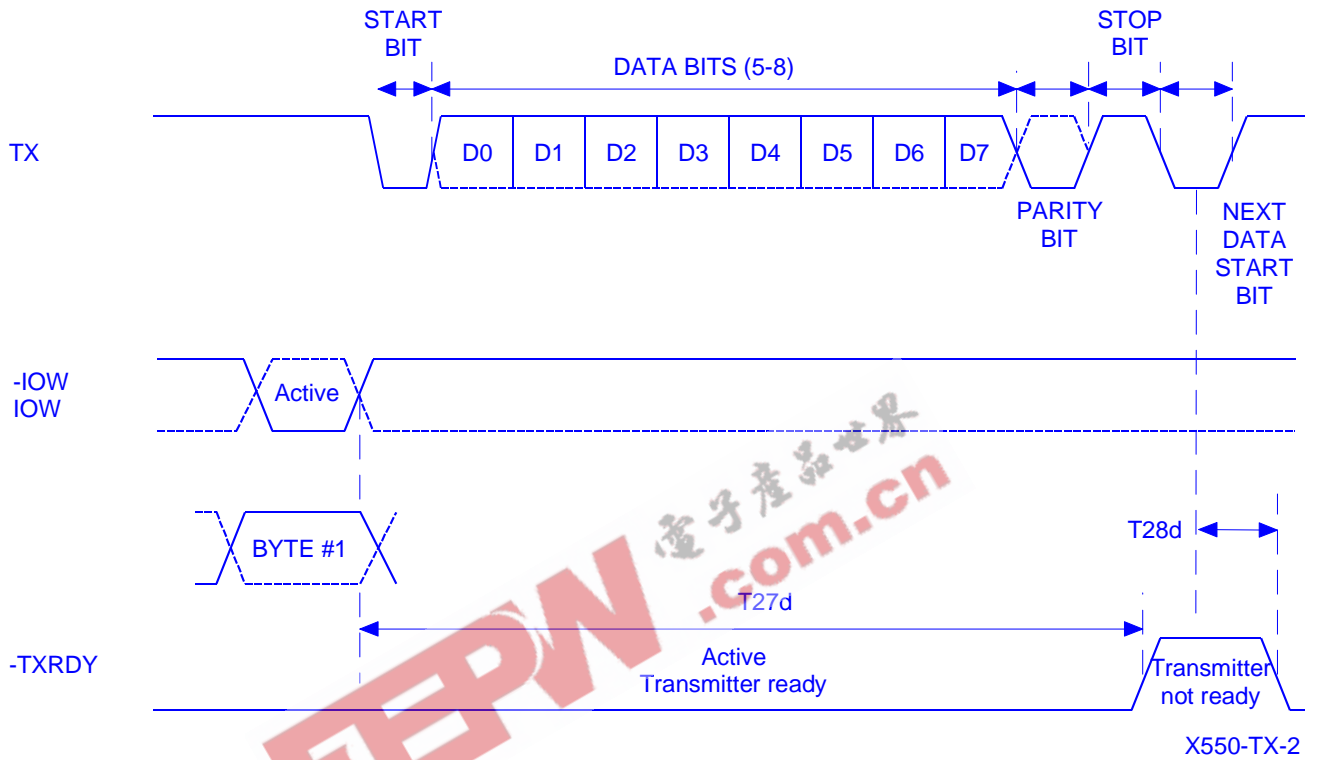 START
BIT
STOP
BIT
DATA BITS (5-8)
TX
D0 D1 D2 D3 D4 D5 D6 D7
PARITY
BIT
NEXT
DATA
START
BIT
-IOW
IOW
Active
電子產品世界
.com.cn
BYTE #1
T28d
T27d
EEPW
-TXRDY
Active
Transmitter ready
Transmitter
not ready
X550-TX-2